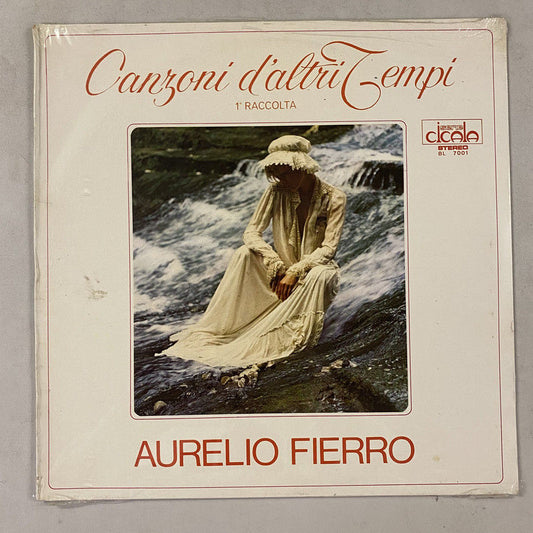 Canzoni d'altri Tempi
1ª RACCOLTA
cicala
STEREO
BL 7001
AURELIO FIERRO